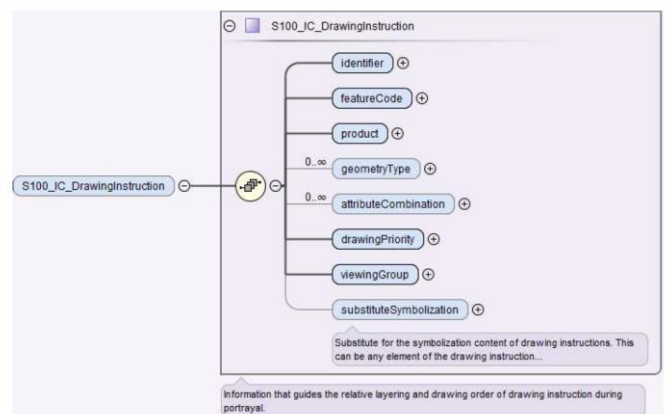 S100_IC_DrawingInstruction
identifier
featureCode
product
0..∞ geometryType
0..∞ attributeCombination
S100_IC_DrawingInstruction
drawingPriority
viewingGroup
substituteSymbolization
Substitute for the symbolization content of drawing instructions. This
can be any element of the drawing instruction...
Information that guides the relative layering and drawing order of drawing instruction during
portrayal.